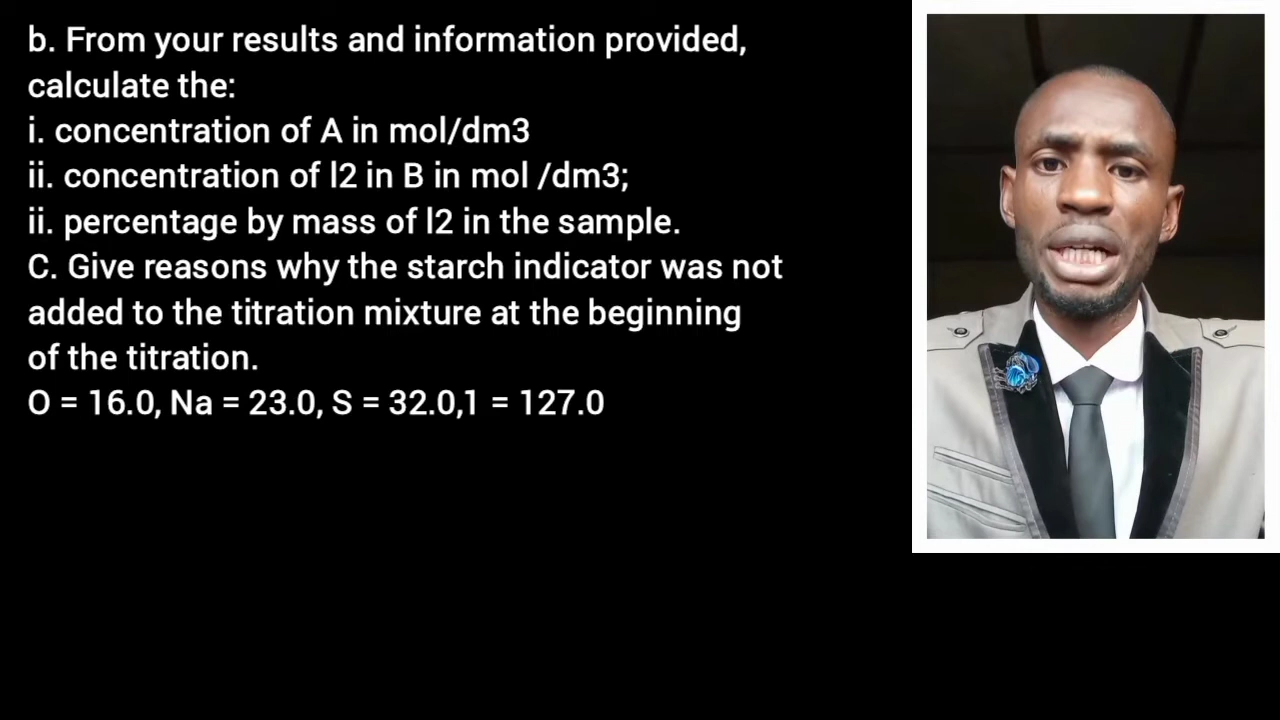 b. From your results and information provided,
calculate the:
i. concentration of A in mol/dm3
ii. concentration of l2 in B in mol /dm3;
ii. percentage by mass of l2 in the sample.
C. Give reasons why the starch indicator was not
added to the titration mixture at the beginning
of the titration.
O = 16.0, Na = 23.0, S = 32.0,1 = 127.0